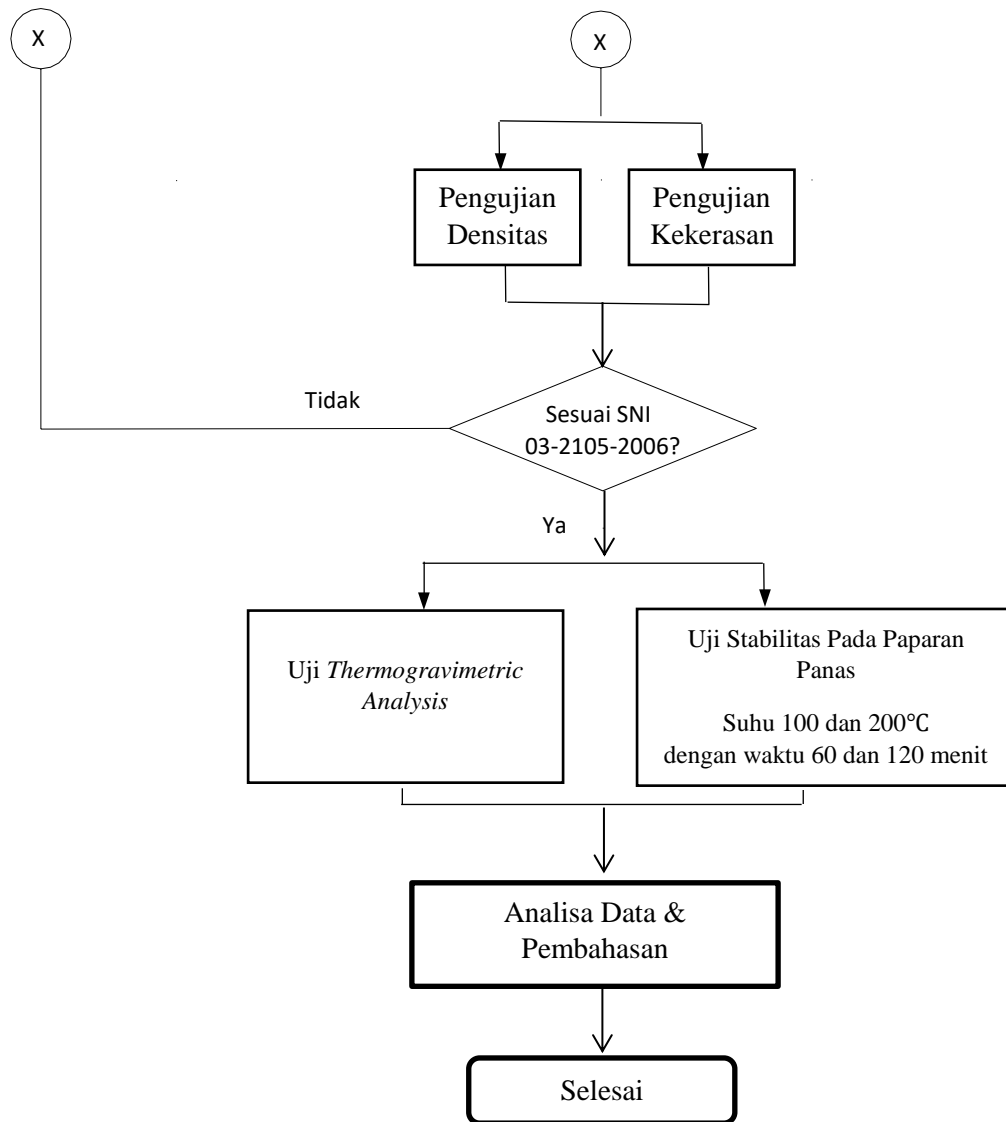 X
X
Pengujian
Densitas
Pengujian
Kekerasan
Tidak
Sesuai SNI
03-2105-2006?
Ya
Uji Thermogravimetric
Analysis
Uji Stabilitas Pada Paparan
Panas
Suhu 100 dan 200℃
dengan waktu 60 dan 120 menit
Analisa Data &
Pembahasan
Selesai